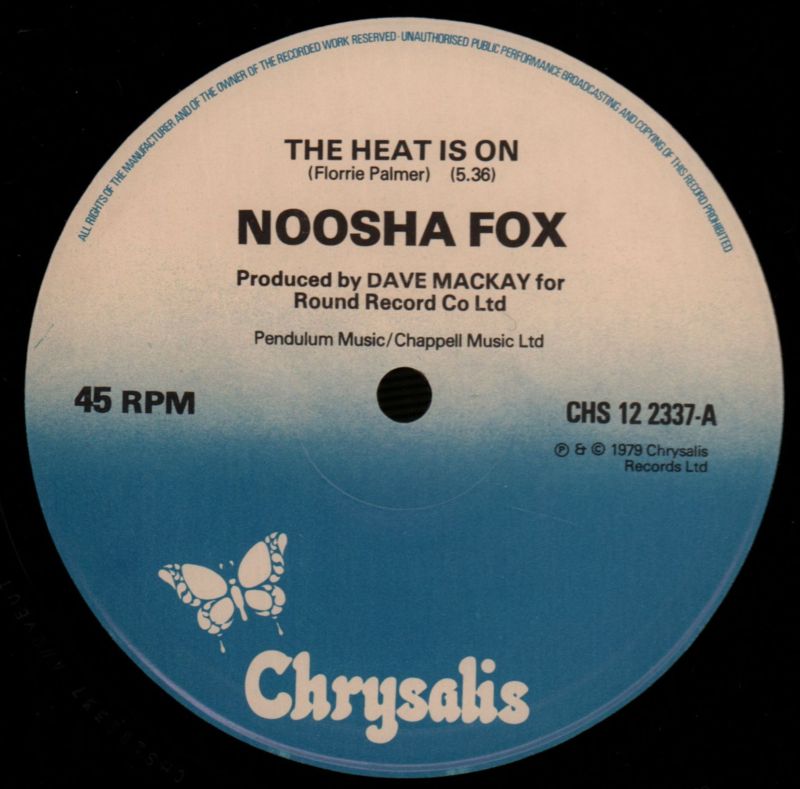 ALL RIGHTS OF THE MANUFACTURER AND OF THE OWNER OF THE RECORDED WORK RESERVED · UNAUTHORISED PUBLIC PERFORMANCE BROADCASTING AND COPYING OF THIS RECORD PROHIBITED
THE HEAT IS ON
(Florrie Palmer) (5.36)
NOOSHA FOX
Produced by DAVE MACKAY for
Round Record Co Ltd
Pendulum Music/Chappell Music Ltd
45 RPM
CHS 12 2337-A
℗ & © 1979 Chrysalis
Records Ltd
Chrysalis